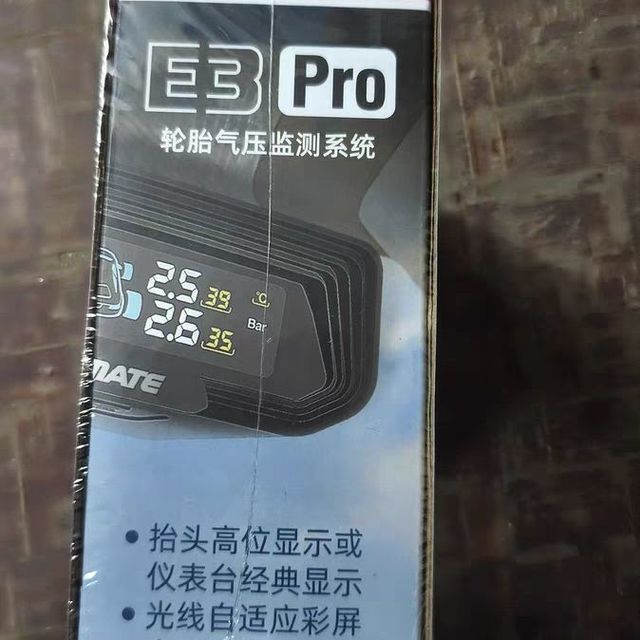 E3 Pro
轮胎气压监测系统
2.5 39 ℃
2.6 35 Bar
MATE
• 抬头高位显示或
仪表台经典显示
• 光线自适应彩屏